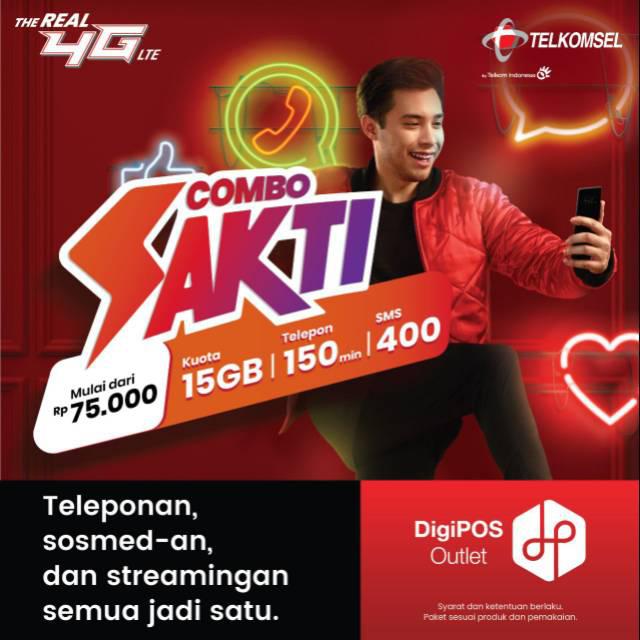 THE REAL
4G LTE
TELKOMSEL
by Telkom Indonesia
COMBO
SAKTI
Mulai dari
Rp 75.000
Kuota
15GB
Telepon
150 min
SMS
400
Teleponan,
sosmed-an,
dan streamingan
semua jadi satu.
DigiPOS
Outlet
Syarat dan ketentuan berlaku.
Paket sesuai produk dan pemakaian.